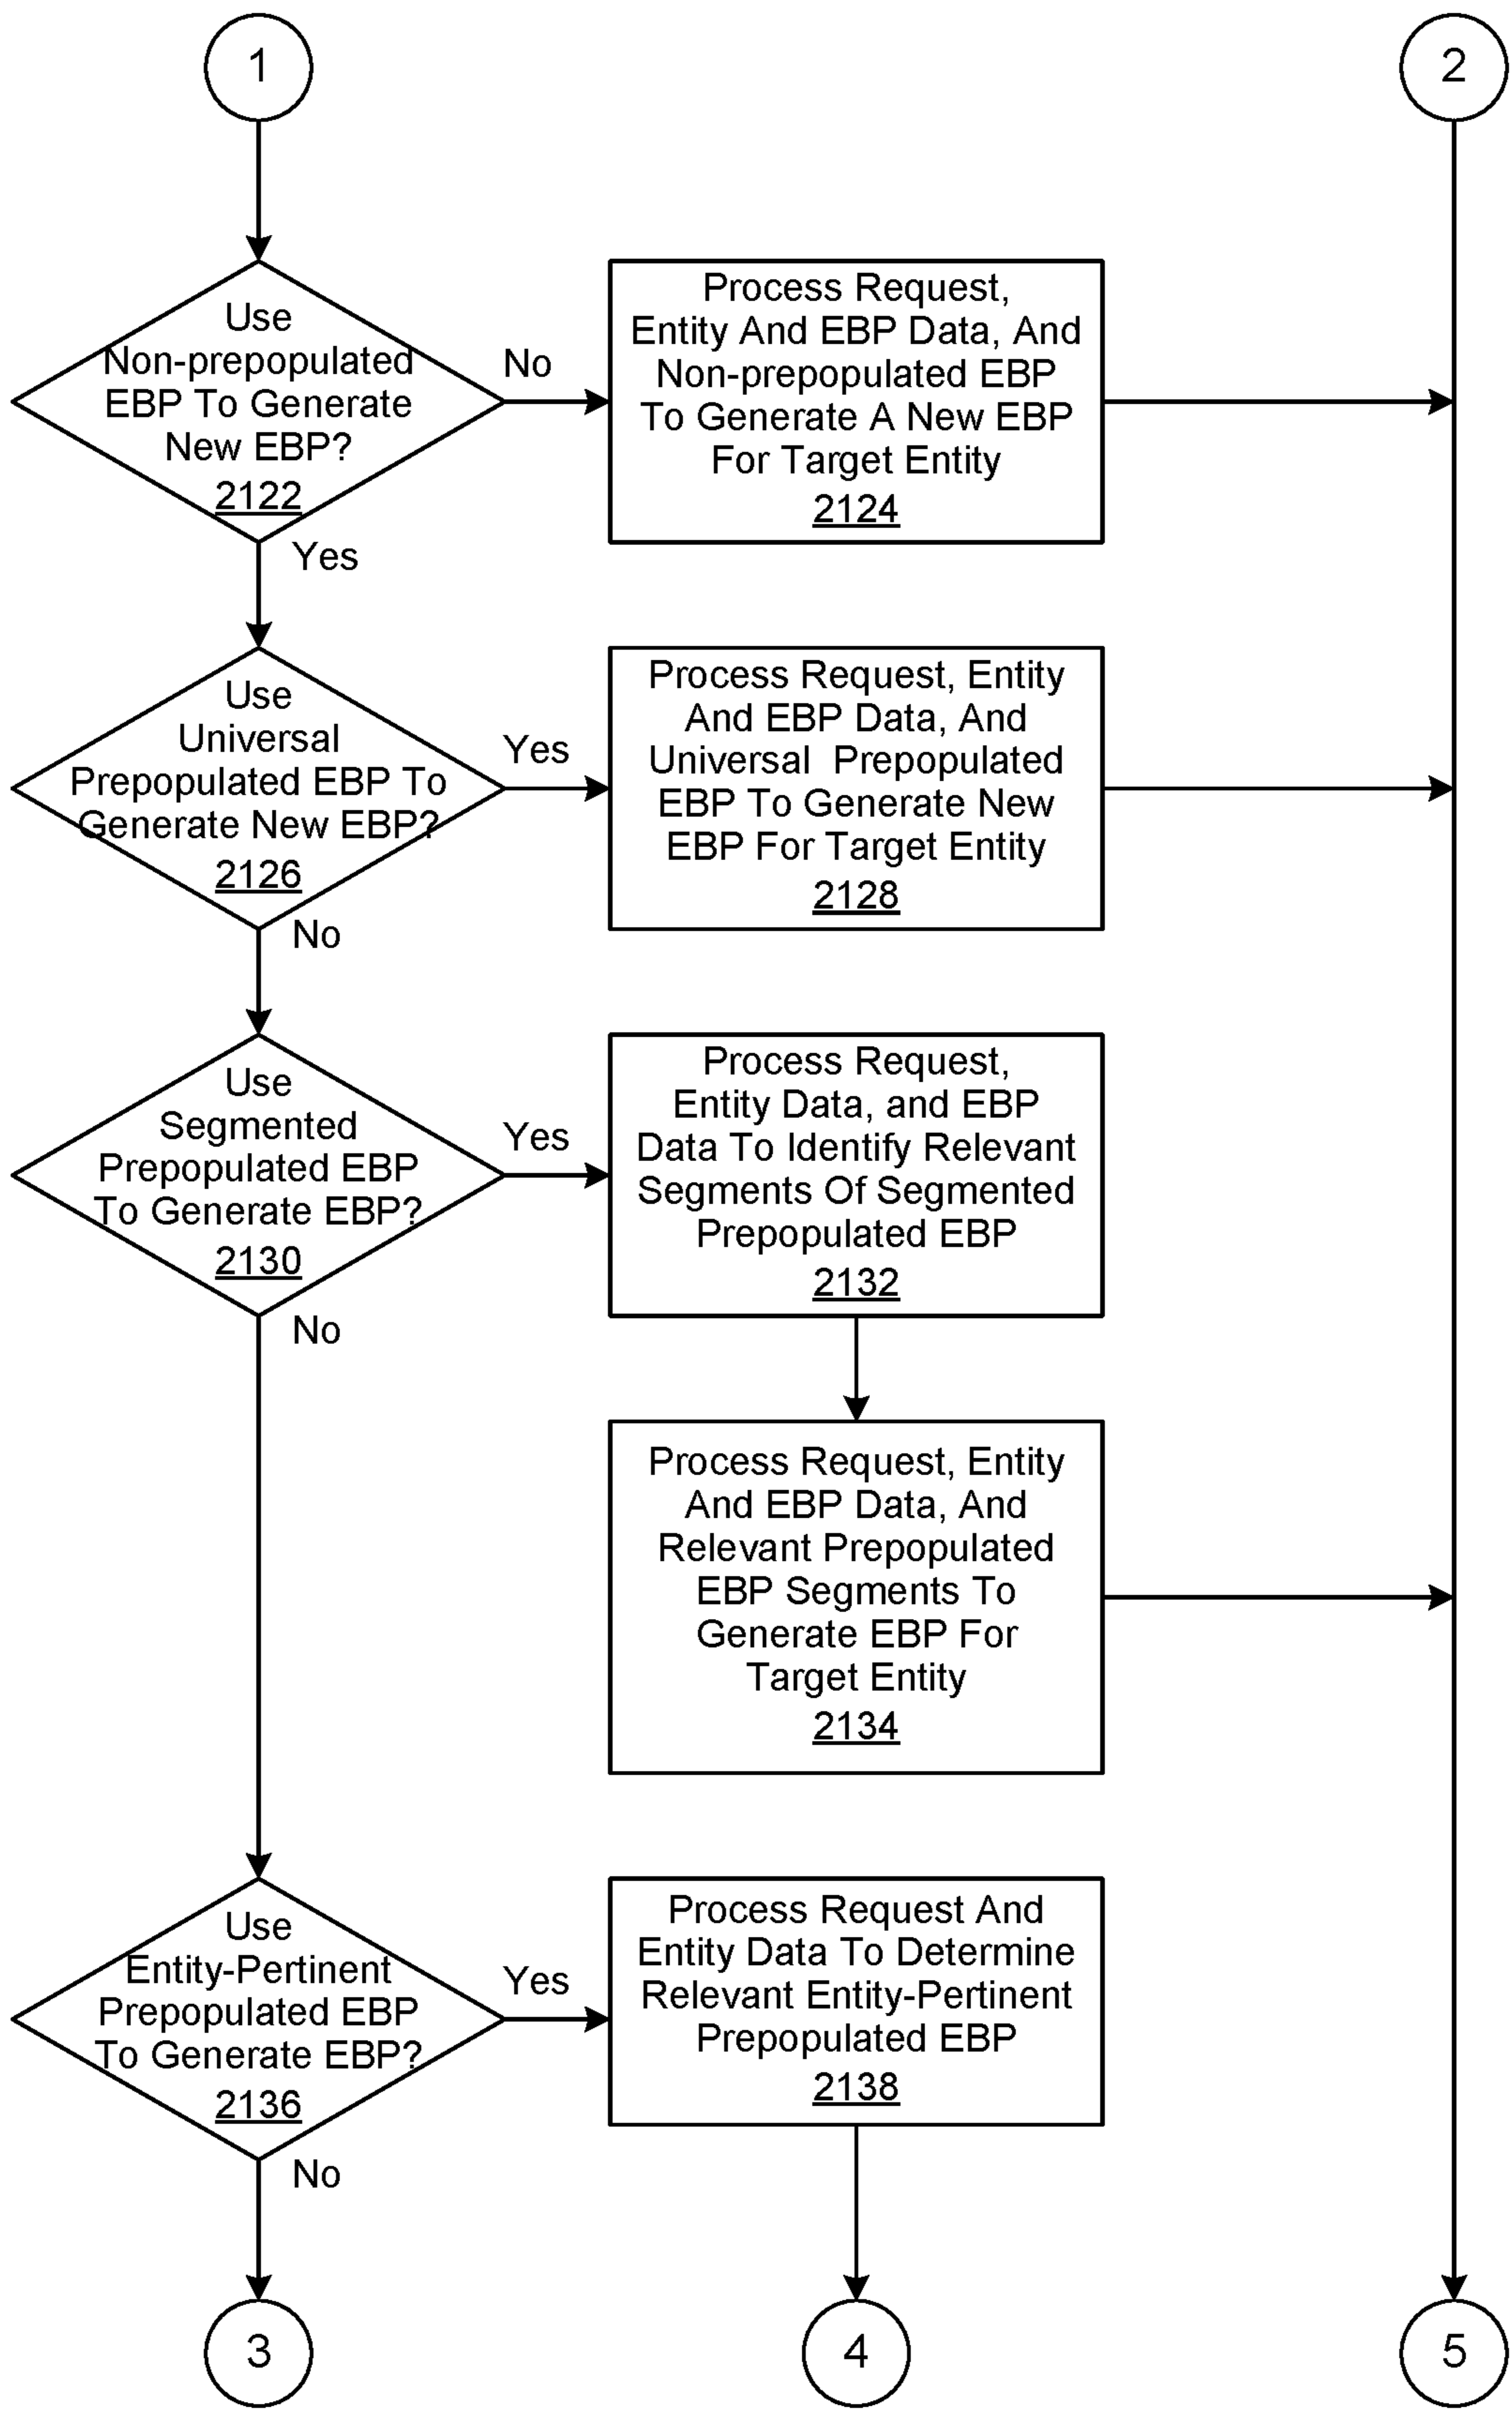 1
2
Use
Non-prepopulated
EBP To Generate
New EBP?
2122
No
Yes
Process Request,
Entity And EBP Data, And
Non-prepopulated EBP
To Generate A New EBP
For Target Entity
2124
Use
Universal
Prepopulated EBP To
Generate New EBP?
2126
Yes
No
Process Request, Entity
And EBP Data, And
Universal Prepopulated
EBP To Generate New
EBP For Target Entity
2128
Use
Segmented
Prepopulated EBP
To Generate EBP?
2130
Yes
No
Process Request,
Entity Data, and EBP
Data To Identify Relevant
Segments Of Segmented
Prepopulated EBP
2132
Process Request, Entity
And EBP Data, And
Relevant Prepopulated
EBP Segments To
Generate EBP For
Target Entity
2134
Use
Entity-Pertinent
Prepopulated EBP
To Generate EBP?
2136
Yes
No
Process Request And
Entity Data To Determine
Relevant Entity-Pertinent
Prepopulated EBP
2138
3
4
5